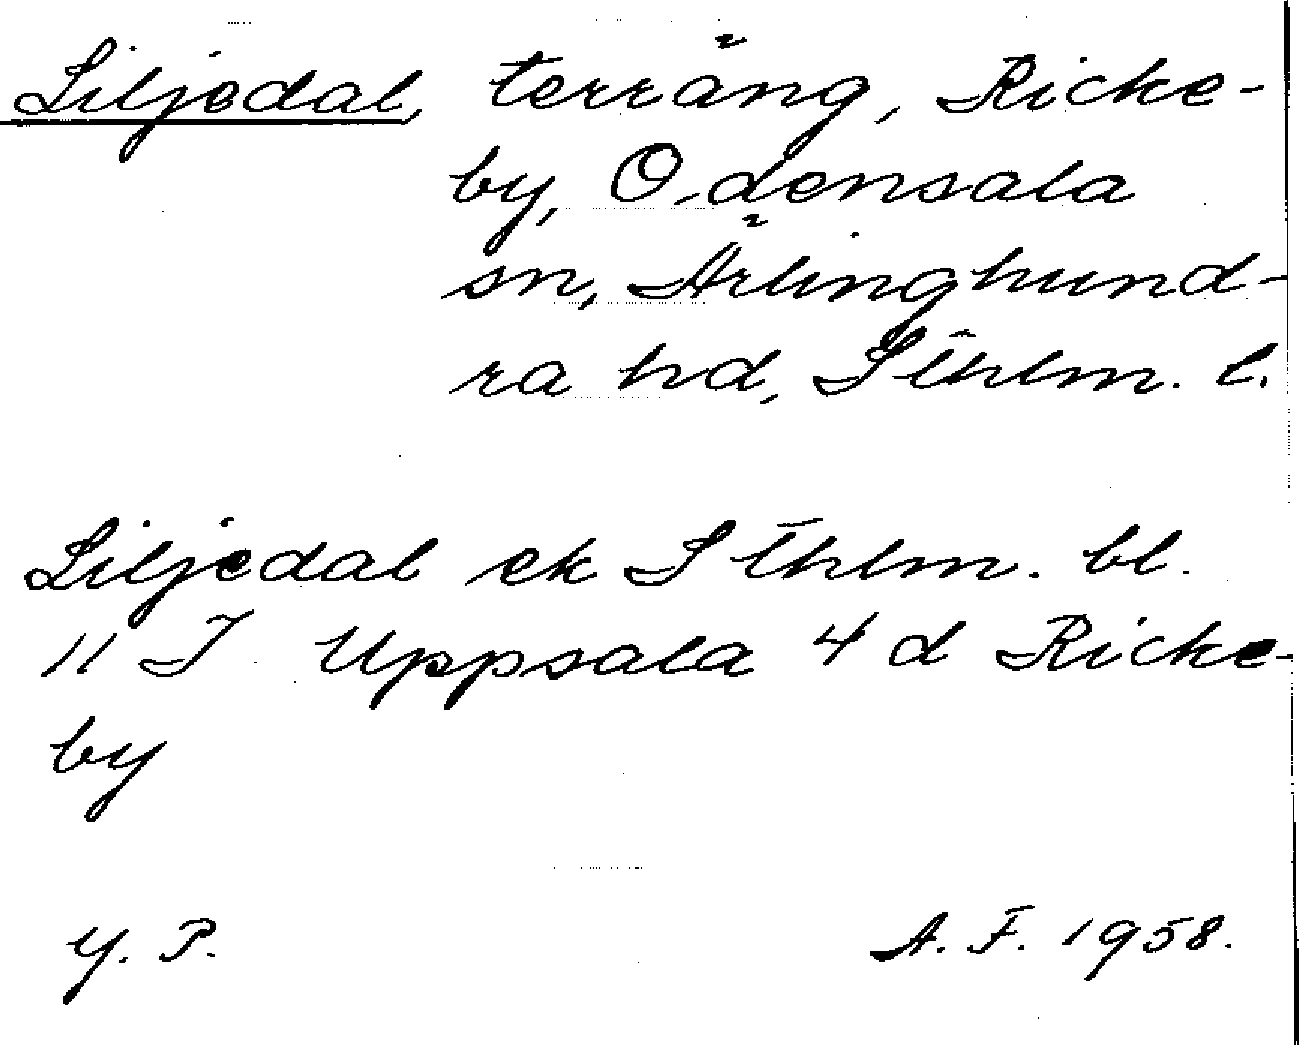 Liljedal, terräng, Ricke-
by, Odensala
sn, Ärlinghund-
ra hd, Sthlm. l.
Liljedal ek Sthlm. bl.
11 I Uppsala 4 d Ricke-
by
y. P.
A. F. 1958.